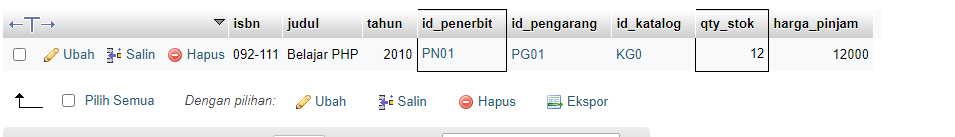 isbn judul tahun id_penerbit id_pengarang id_katalog qty_stok harga_pinjam
Ubah Salin Hapus 092-111 Belajar PHP 2010 PN01 PG01 KG0 12 12000
Pilih Semua Dengan pilihan: Ubah Salin Hapus Ekspor